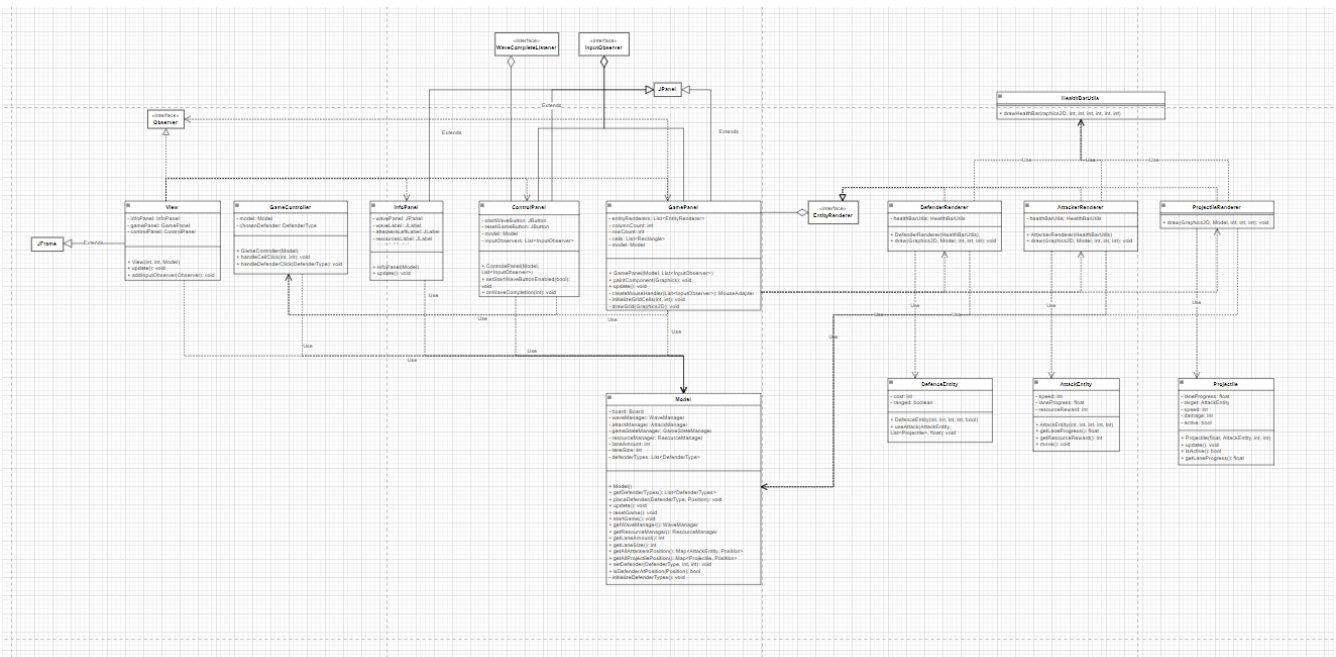 «interface»
WaveCompleteListener
«interface»
InputObserver
JPanel
Extends
Extends
Extends
HealthBarUtils
+ drawHealthBar(raphics2D, int, int, int, int, int)
Use
Use
Use
«interface»
Observer
View
- infoPanel: InfoPanel
- gamePanel: GamePanel
- controlPanel: ControlPanel
+ View(int, int, Model)
+ update(): void
+ addInputObserver(Observer): void
JFrame
Extends
GameController
- model: Model
- chosenDefender: DefenderType
+ GameController(Model)
+ handleCellClick(int, int): void
+ handleDefenderClick(DefenderType): void
InfoPanel
- wavePanel: JPanel
- waveLabel: JLabel
- attackersLeftLabel: JLabel
- resourcesLabel: JLabel
+ InfoPanel(Model)
+ update(): void
ControlPanel
- startWaveButton: JButton
- resetGameButton: JButton
- model: Model
- inputObservers: List<InputObserver>
+ ControlePanel(Model,
List<InputObserver>)
+ setStartWaveButtonEnabled(bool):
void
+ onWaveCompletion(int): void
GamePanel
- entityRenderers: List<EntityRenderer>
- columnCount: int
- rowCount: int
- cells: List<Rectangle>
- model: Model
+ GamePanel(Model, List<InputObserver>)
+ paintComponent(Graphics): void
+ update(): void
- createMouseHandler(List<InputObserver>): MouseAdapter
- initializeGridCells(int, int): void
- drawGrid(Graphics2D): void
«interface»
EntityRenderer
DefenderRenderer
- healthBarUtils: HealthBarUtils
+ DefenderRenderer(HealthBarUtils)
+ draw(Graphics2D, Model, int, int, int): void
AttackerRenderer
- healthBarUtils: HealthBarUtils
+ AttackerRenderer(HealthBarUtils)
+ draw(Graphics2D, Model, int, int, int): void
ProjectileRenderer
+ draw(Graphics2D, Model, int, int, int): void
Use
Use
Use
Use
Use
Use
Use
Use
Use
Use
Use
Use
Use
Model
- board: Board
- waveManager: WaveManager
- attackManager: AttackManager
- gameStateManager: GameStateManager
- resourceManager: ResourceManager
- laneAmount: int
- laneSize: int
- defenderTypes: List<DefenderType>
+ Model()
+ getDefenderTypes(): List<DefenderTypes>
+ placeDefender(DefenderType, Position): void
+ update(): void
+ resetGame(): void
+ startGame(): void
+ getWaveManager(): WaveManager
+ getResourceManager(): ResourceManager
+ getLaneAmount(): int
+ getLaneSize(): int
+ getAllAttackersPosition(): Map<AttackEntity, Position>
+ getAllProjectilePosition(): Map<Projectile, Position>
+ setDefender(DefenderType, int, int): void
+ isDefenderAtPosition(Position): bool
- initializeDefenderTypes(): void
DefenceEntity
- cost: int
- ranged: boolean
+ DefenceEntity(int, int, int, int, bool)
+ useAttack(AttackEntity,
List<Projectile>, float): void
AttackEntity
- speed: int
- laneProgress: float
- resourceReward: int
+ AttackEntity(int, int, int, int, int)
+ getLaneProgress(): float
+ getResourceReward(): int
+ move(): void
Projectile
- laneProgress: float
- target: AttackEntity
- speed: int
- damage: int
- active: bool
+ Projectile(float, AttackEntity, int, int)
+ update(): void
+ isActive(): bool
+ getLaneProgress(): float